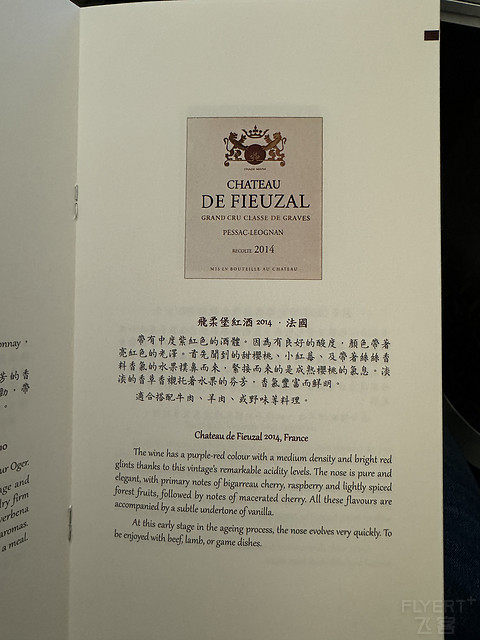 onnay,
芳的香
動,帶
。
no
ur Oger.
age and
ry firm
verbena
aromas.
a meal.
CHATEAU
DE FIEUZAL
GRAND CRU CLASSE DE GRAVES
PESSAC-LEOGNAN
RECOLTE 2014
MIS EN BOUTEILLE AU CHATEAU
飛柔堡紅酒 2014 · 法國
帶有中度紫紅色的酒體。因為有良好的酸度,顏色帶著
亮紅色的光澤。首先聞到的甜櫻桃、小紅莓、及帶著絲絲香
料香氣的水果撲鼻而來,緊接而來的是成熟櫻桃的氣息。淡
淡的香草香襯托著水果的芬芳,香氣豐富而鮮明。
適合搭配牛肉、羊肉、或野味等料理。
Chateau de Fieuzal 2014, France
The wine has a purple-red colour with a medium density and bright red
glints thanks to this vintage's remarkable acidity levels. The nose is pure and
elegant, with primary notes of bigarreau cherry, raspberry and lightly spiced
forest fruits, followed by notes of macerated cherry. All these flavours are
accompanied by a subtle undertone of vanilla.
At this early stage in the ageing process, the nose evolves very quickly. To
be enjoyed with beef, lamb, or game dishes.
FLYERT+
飞客